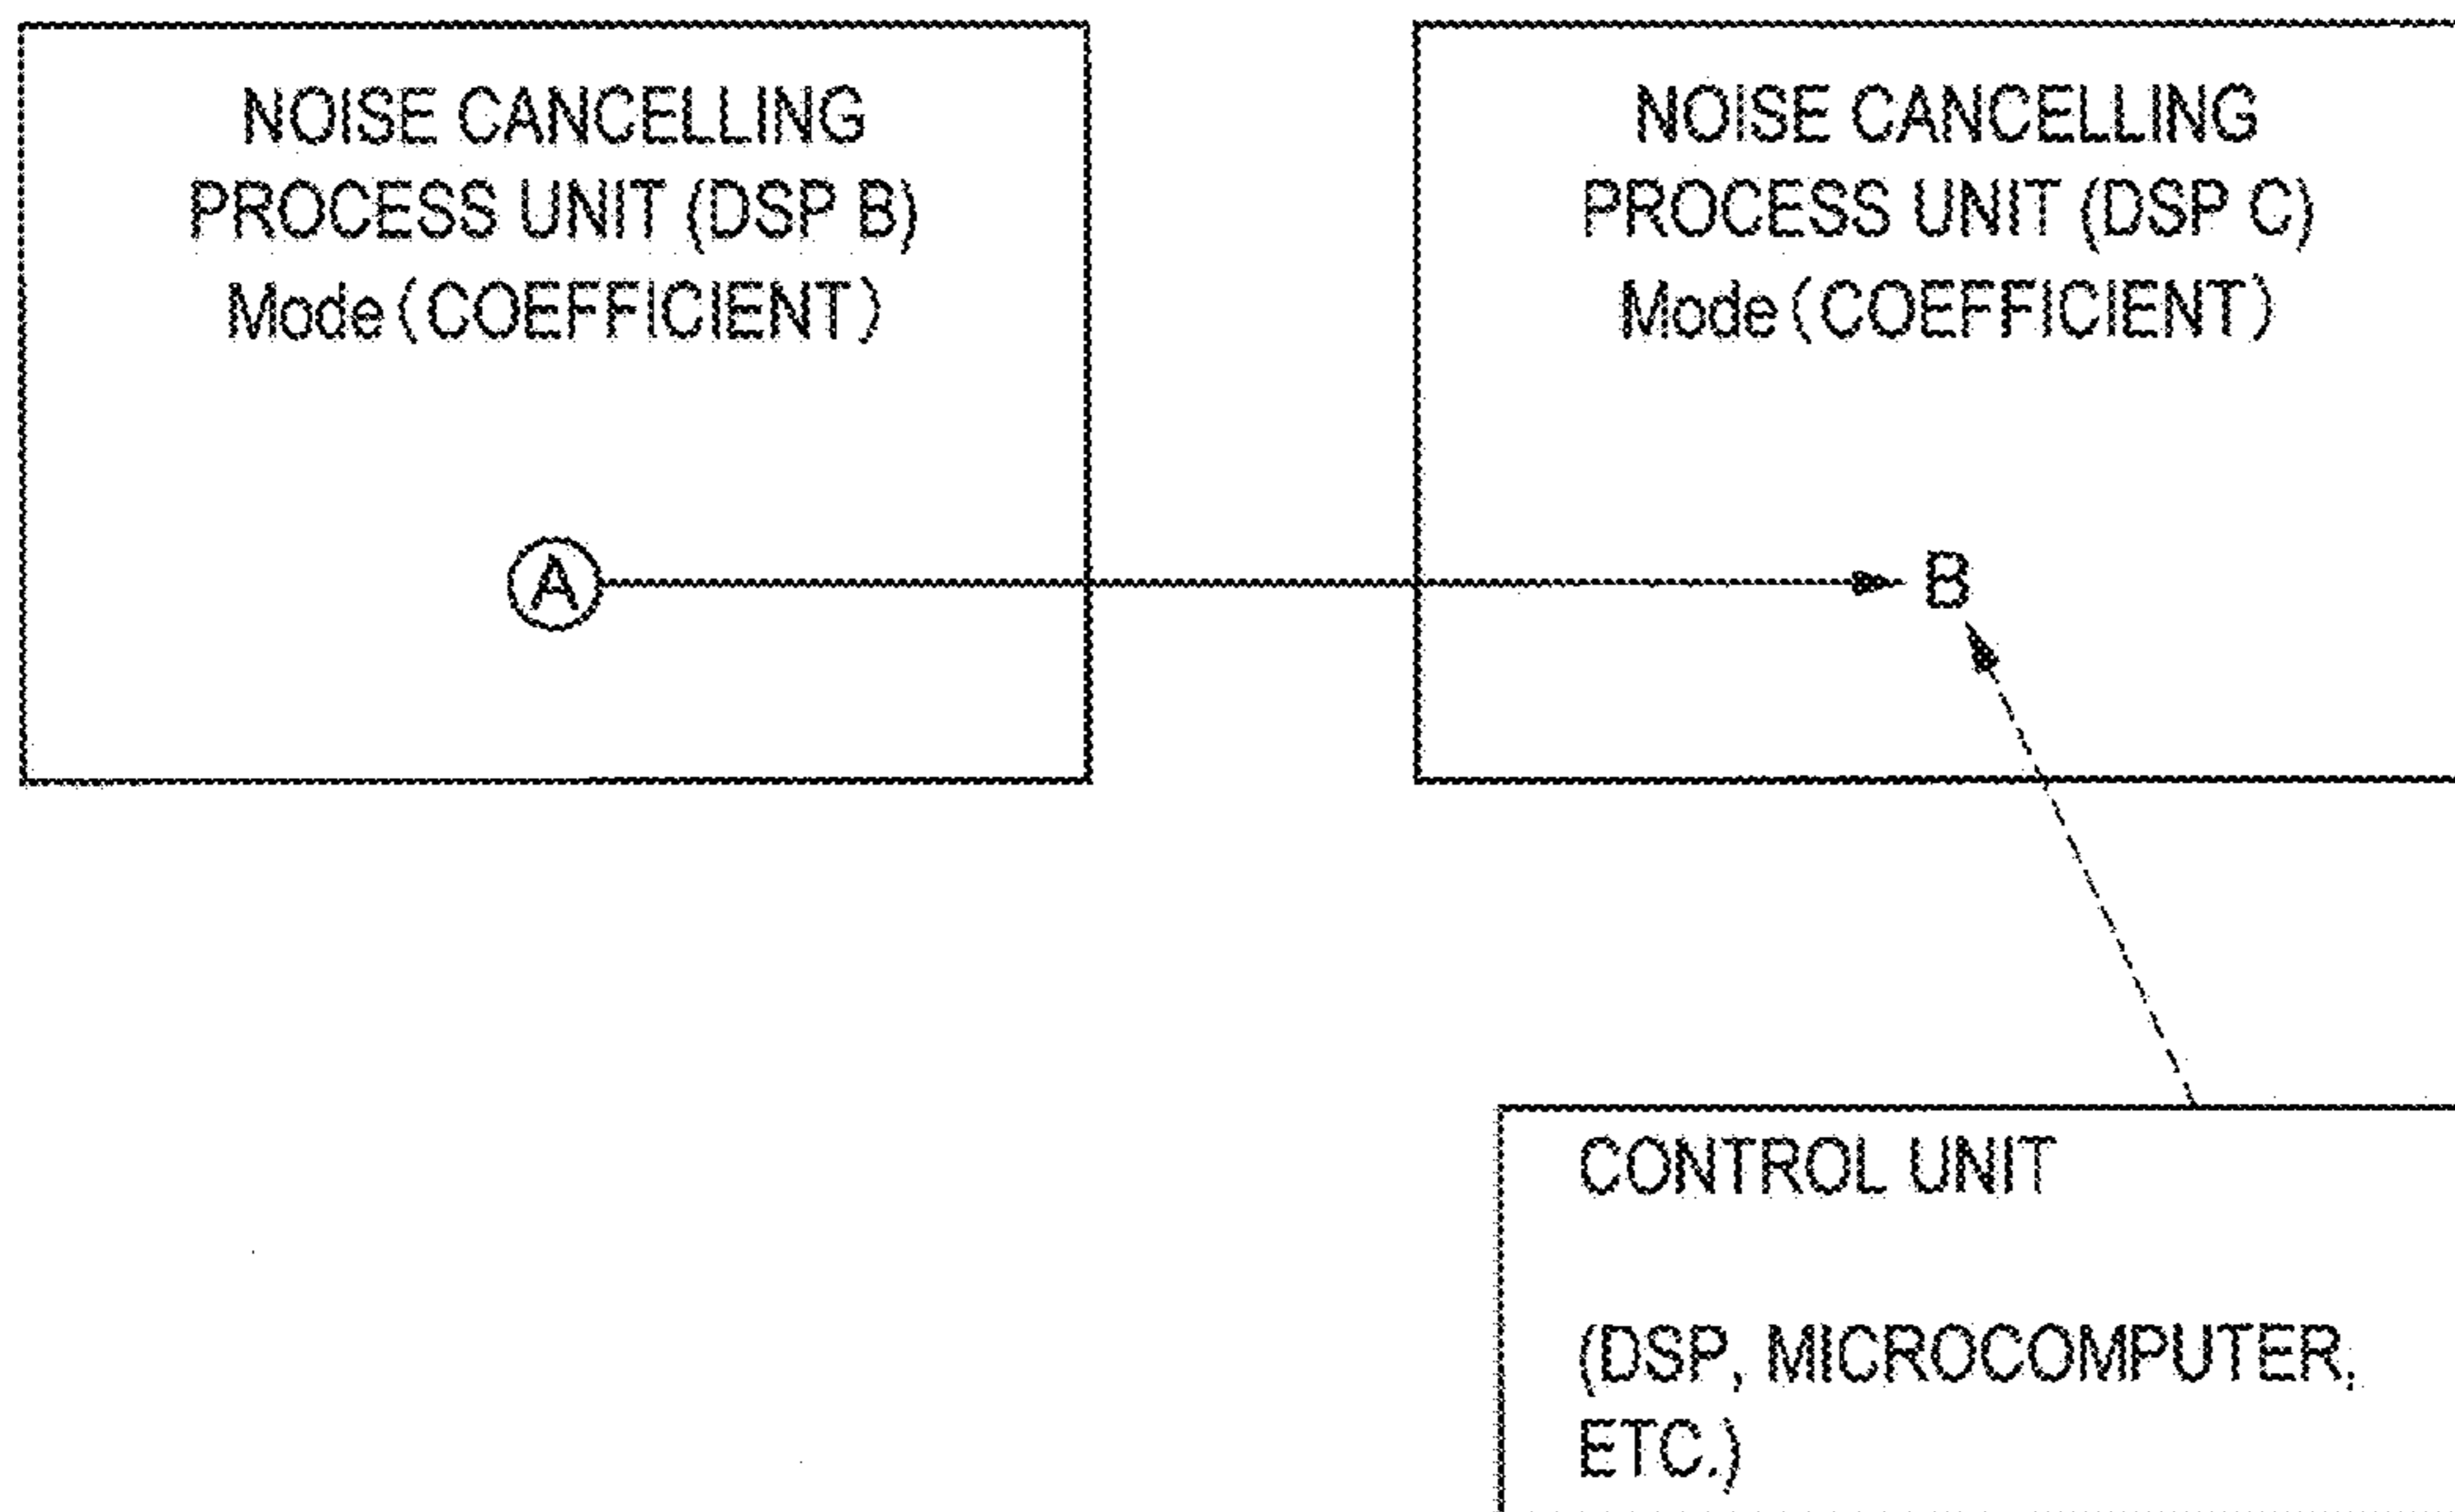 NOISE CANCELLING
PROCESS UNIT (DSP B)
Mode (COEFFICIENT)
A
NOISE CANCELLING
PROCESS UNIT (DSP C)
Mode (COEFFICIENT)
B
CONTROL UNIT
(DSP, MICROCOMPUTER,
ETC.)